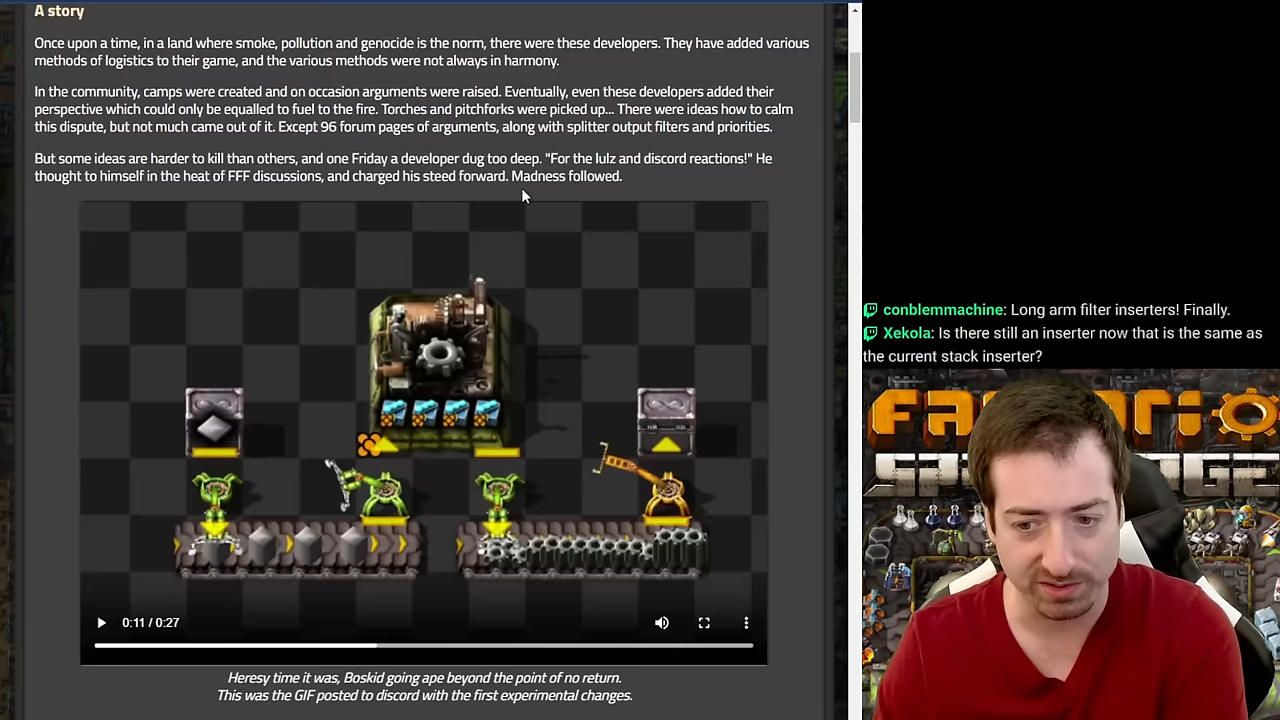 A story
Once upon a time, in a land where smoke, pollution and genocide is the norm, there were these developers. They have added various
methods of logistics to their game, and the various methods were not always in harmony.
In the community, camps were created and on occasion arguments were raised. Eventually, even these developers added their
perspective which could only be equalled to fuel to the fire. Torches and pitchforks were picked up... There were ideas how to calm
this dispute, but not much came out of it. Except 96 forum pages of arguments, along with splitter output filters and priorities.
But some ideas are harder to kill than others, and one Friday a developer dug too deep. "For the lulz and discord reactions!" He
thought to himself in the heat of FFF discussions, and charged his steed forward. Madness followed.
0:11 / 0:27
Heresy time it was, Boskid going ape beyond the point of no return.
This was the GIF posted to discord with the first experimental changes.
conblemmachine: Long arm filter inserters! Finally.
Xekola: Is there still an inserter now that is the same as
the current stack inserter?